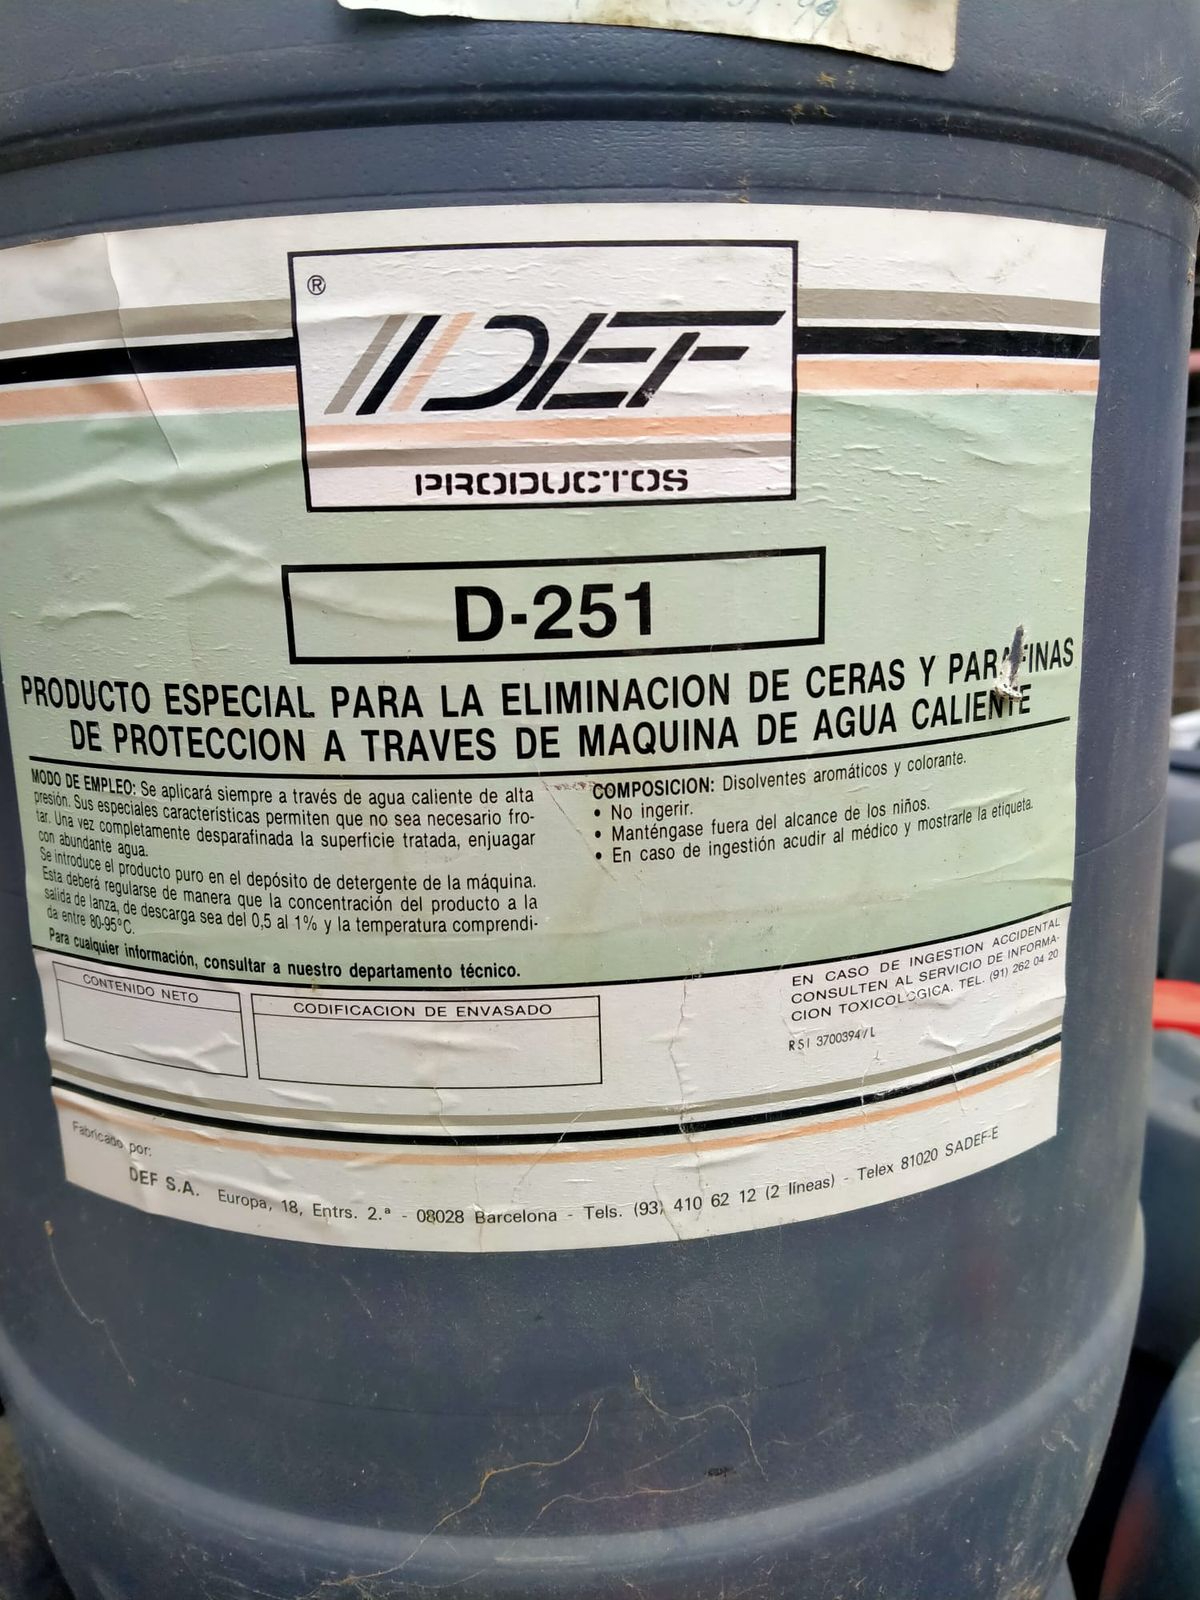 ®
DEF
PRODUCTOS
D-251
PRODUCTO ESPECIAL PARA LA ELIMINACION DE CERAS Y PARAFINAS
DE PROTECCION A TRAVES DE MAQUINA DE AGUA CALIENTE
MODO DE EMPLEO: Se aplicará siempre a través de agua caliente de alta
presión. Sus especiales características permiten que no sea necesario fro-
tar. Una vez completamente desparafinada la superficie tratada, enjuagar
con abundante agua.
Se introduce el producto puro en el depósito de detergente de la máquina.
Esta deberá regularse de manera que la concentración del producto a la
salida de lanza, de descarga sea del 0,5 al 1% y la temperatura comprendi-
da entre 80-95°C.
Para cualquier información, consultar a nuestro departamento técnico.
COMPOSICION: Disolventes aromáticos y colorante.
• No ingerir.
• Manténgase fuera del alcance de los niños.
• En caso de ingestión acudir al médico y mostrarle la etiqueta.
CONTENIDO NETO
CODIFICACION DE ENVASADO
EN CASO DE INGESTION ACCIDENTAL
CONSULTEN AL SERVICIO DE INFORMA-
CION TOXICOLOGICA. TEL. (91) 262 04 20
RSI 3700394/L
Fabricado por:
DEF S.A. Europa, 18, Entrs. 2.ª - 08028 Barcelona - Tels. (93) 410 62 12 (2 líneas) - Telex 81020 SADEF-E